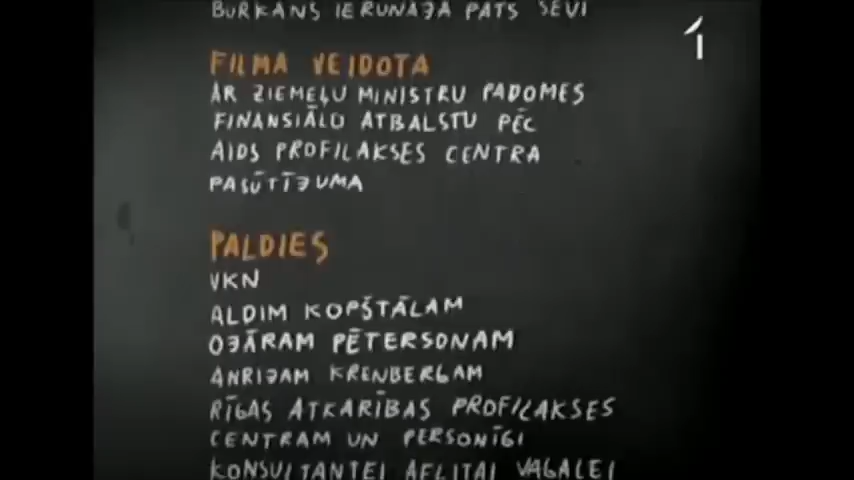 BURKĀNS IERUNĀJA PATS SEVI
1
FILMA VEIDOTA
AR ZIEMEĻU MINISTRU PADOMES
FINANSIĀLU ATBALSTU PĒC
AIDS PROFILAKSES CENTRA
PASŪTĪJUMA
PALDIES
VKN
ALDIM KOPŠTĀLAM
OJĀRAM PĒTERSONAM
ANRIJAM KRENBERGAM
RĪGAS ATKARĪBAS PROFILAKSES
CENTRAM UN PERSONĪGI
KONSULTANTEI AELITAI VAGALEI